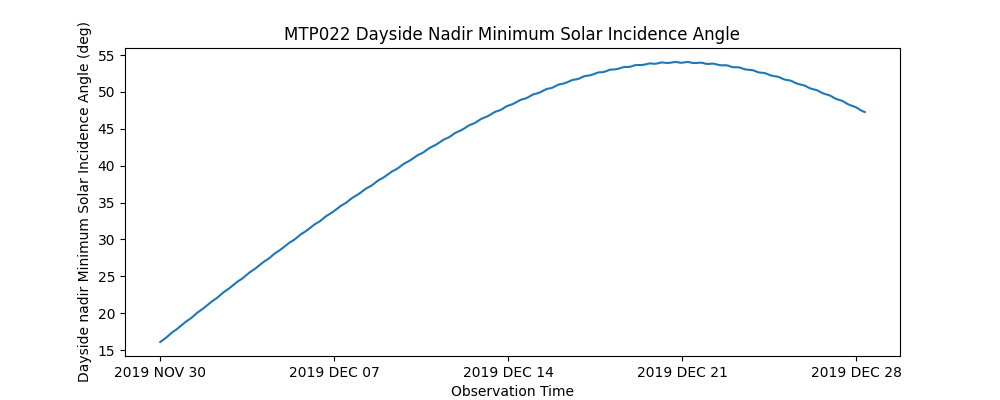 MTP022 Dayside Nadir Minimum Solar Incidence Angle
Dayside nadir Minimum Solar Incidence Angle (deg)
55
50
45
40
35
30
25
20
15
2019 NOV 30
2019 DEC 07
2019 DEC 14
2019 DEC 21
2019 DEC 28
Observation Time